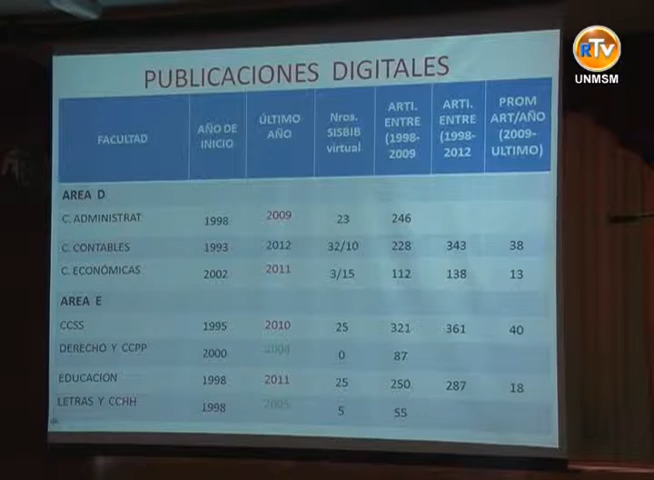 RTV
UNMSM
PUBLICACIONES DIGITALES
FACULTAD AÑO DE INICIO ÚLTIMO AÑO Nros. SISBIB virtual ARTI. ENTRE (1998-2009 ARTI. ENTRE (1998-2012 PROM ART/AÑO (2009-ULTIMO)
AREA D
C. ADMINISTRAT 1998 2009 23 246
C. CONTABLES 1993 2012 32/10 228 343 38
C. ECONÓMICAS 2002 2011 3/15 112 138 13
AREA E
CCSS 1995 2010 25 321 361 40
DERECHO Y CCPP 2000 0 87
EDUCACION 1998 2011 25 250 287 18
LETRAS Y CCHH 1998 2005 5 55